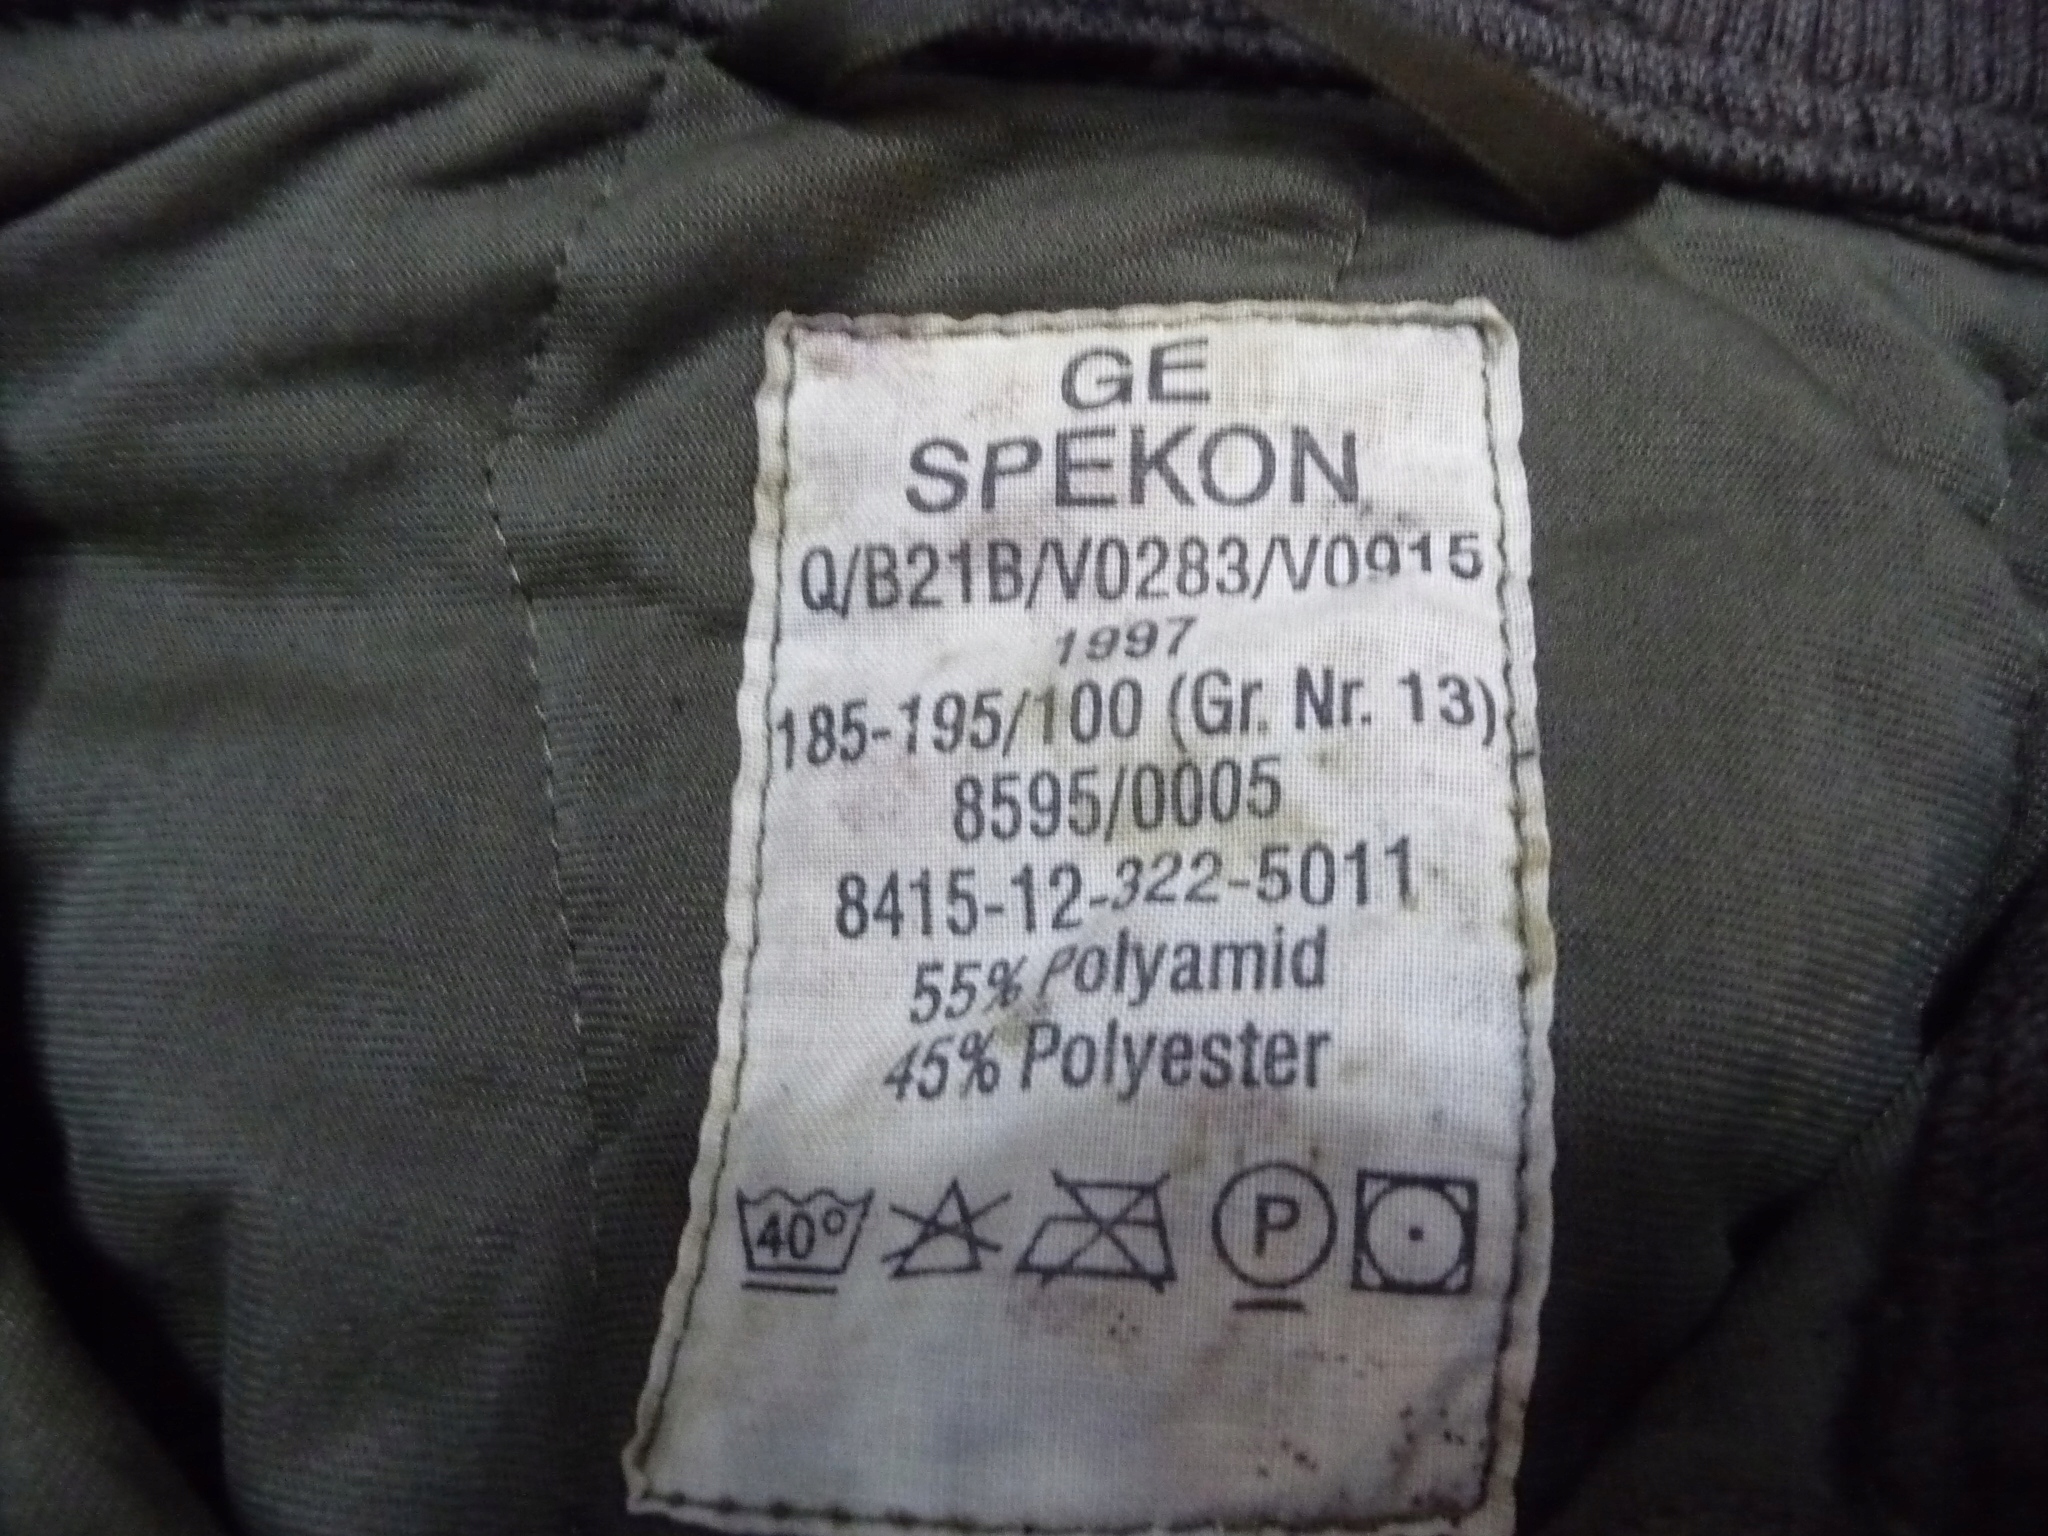 GE
SPEKON
Q/B21B/V0283/V0915
1997
185-195/100 (Gr. Nr. 13)
8595/0005
8415-12-322-5011
55% Polyamid
45% Polyester
40° P